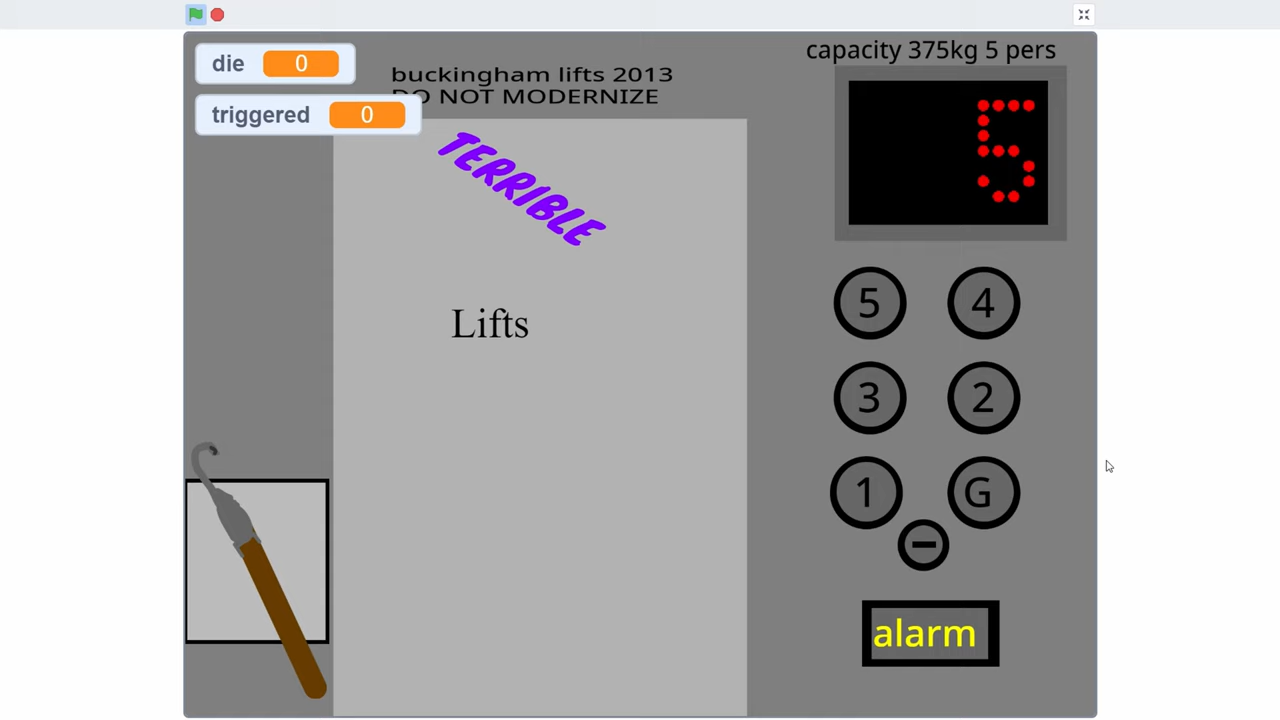 die 0
triggered 0
buckingham lifts 2013
DO NOT MODERNIZE
capacity 375kg 5 pers
5
TERRIBLE
Lifts
5 4
3 2
1 G
alarm